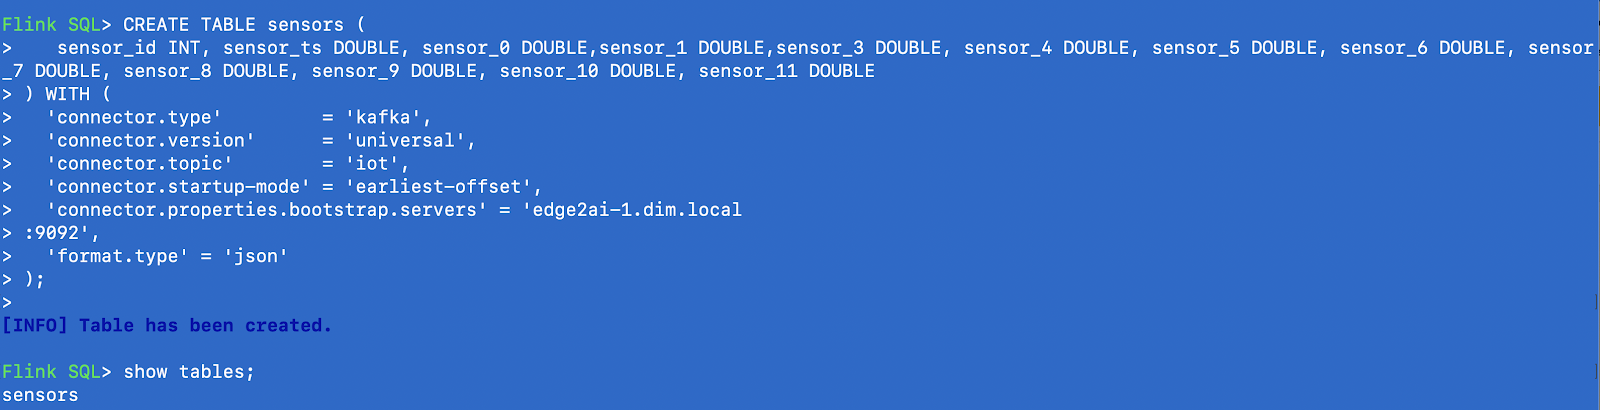 Flink SQL> CREATE TABLE sensors (
>    sensor_id INT, sensor_ts DOUBLE, sensor_0 DOUBLE,sensor_1 DOUBLE,sensor_3 DOUBLE, sensor_4 DOUBLE, sensor_5 DOUBLE, sensor_6 DOUBLE, sensor
_7 DOUBLE, sensor_8 DOUBLE, sensor_9 DOUBLE, sensor_10 DOUBLE, sensor_11 DOUBLE
> ) WITH (
>   'connector.type'         = 'kafka',
>   'connector.version'      = 'universal',
>   'connector.topic'        = 'iot',
>   'connector.startup-mode' = 'earliest-offset',
>   'connector.properties.bootstrap.servers' = 'edge2ai-1.dim.local
> :9092',
>   'format.type' = 'json'
> );
>
[INFO] Table has been created.
Flink SQL> show tables;
sensors